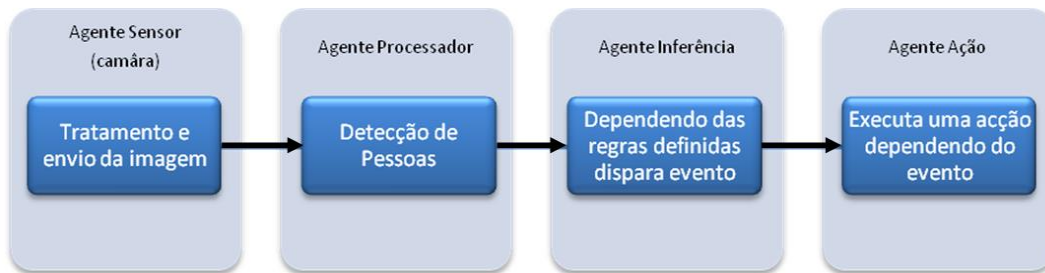 Agente Sensor
(camâra)
Tratamento e
envio da imagem
Agente Processador
Detecção de
Pessoas
Agente Inferência
Dependendo das
regras definidas
dispara evento
Agente Ação
Executa uma acção
dependendo do
evento